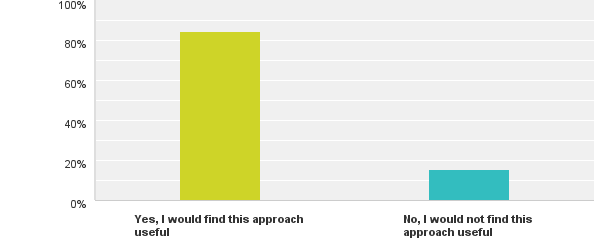 100%
80%
60%
40%
20%
0%
Yes, I would find this approach
useful
No, I would not find this
approach useful